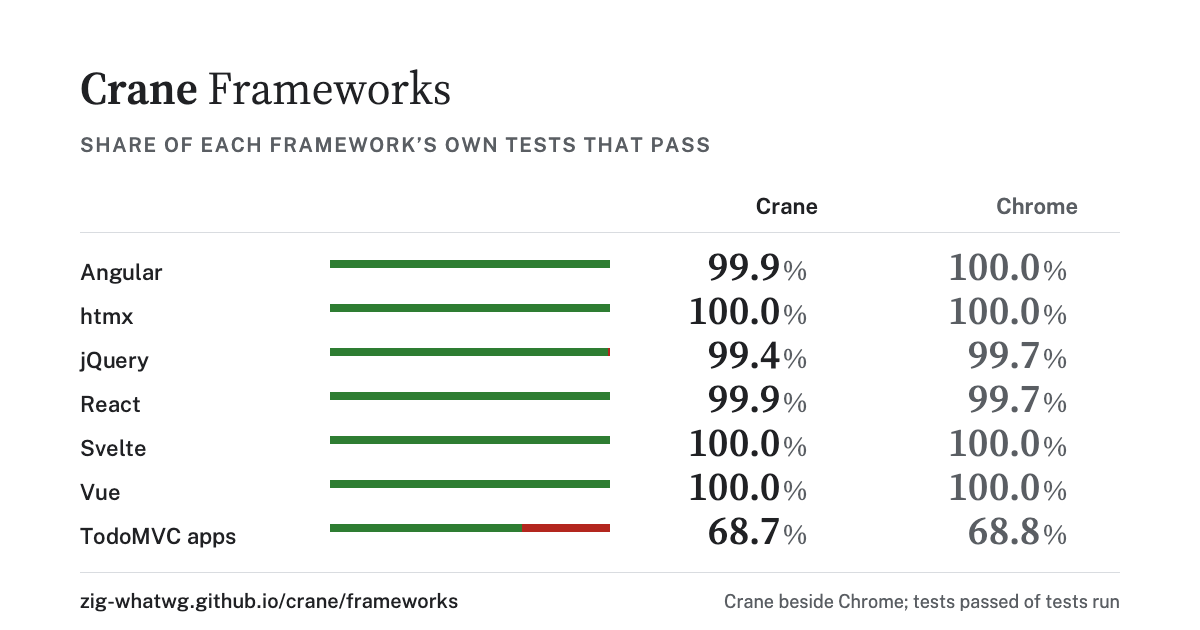 Crane Frameworks
SHARE OF EACH FRAMEWORK’S OWN TESTS THAT PASS
Crane Chrome
Angular 99.9% 100.0%
htmx 100.0% 100.0%
jQuery 99.4% 99.7%
React 99.9% 99.7%
Svelte 100.0% 100.0%
Vue 100.0% 100.0%
TodoMVC apps 68.7% 68.8%
zig-whatwg.github.io/crane/frameworks Crane beside Chrome; tests passed of tests run